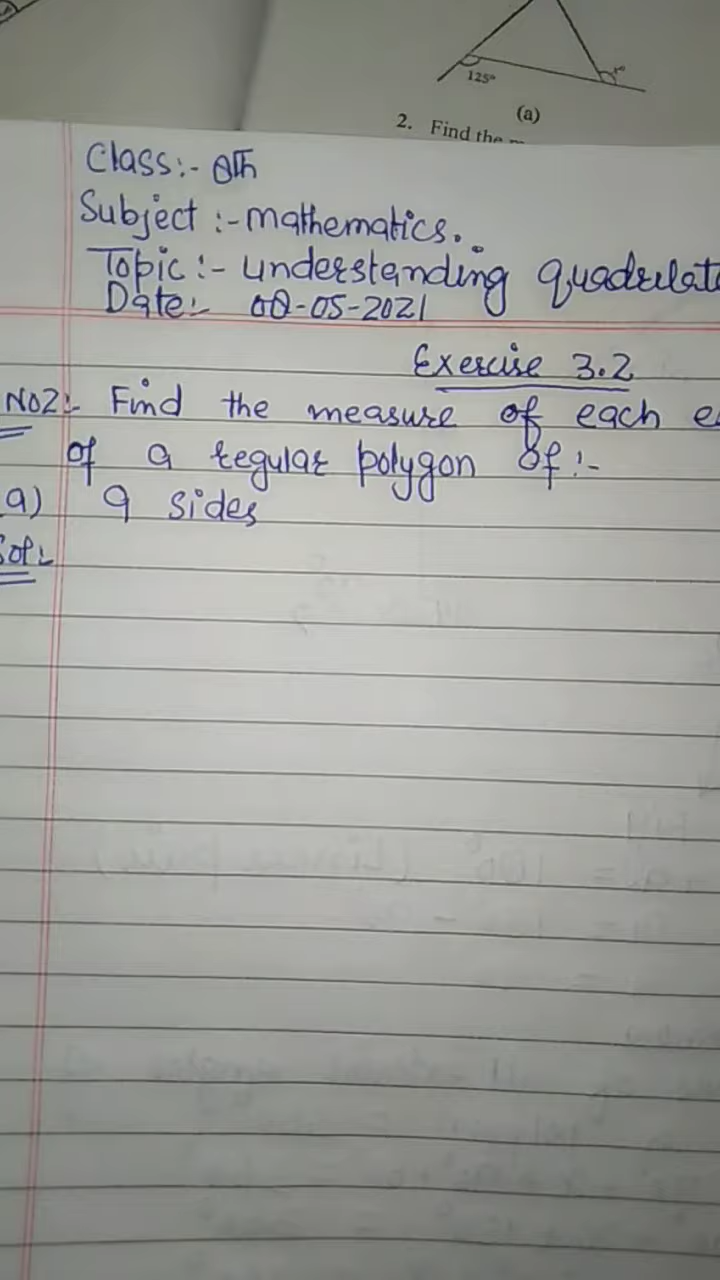 125°
(a)
2. Find the
Class:- 8th
Subject :- mathematics.
Topic :- understanding quadrilate
Date:- 08-05-2021
Exercise 3.2
No2:- Find the measure of each e
of a regular polygon of :-
a) 9 sides
Sol:-